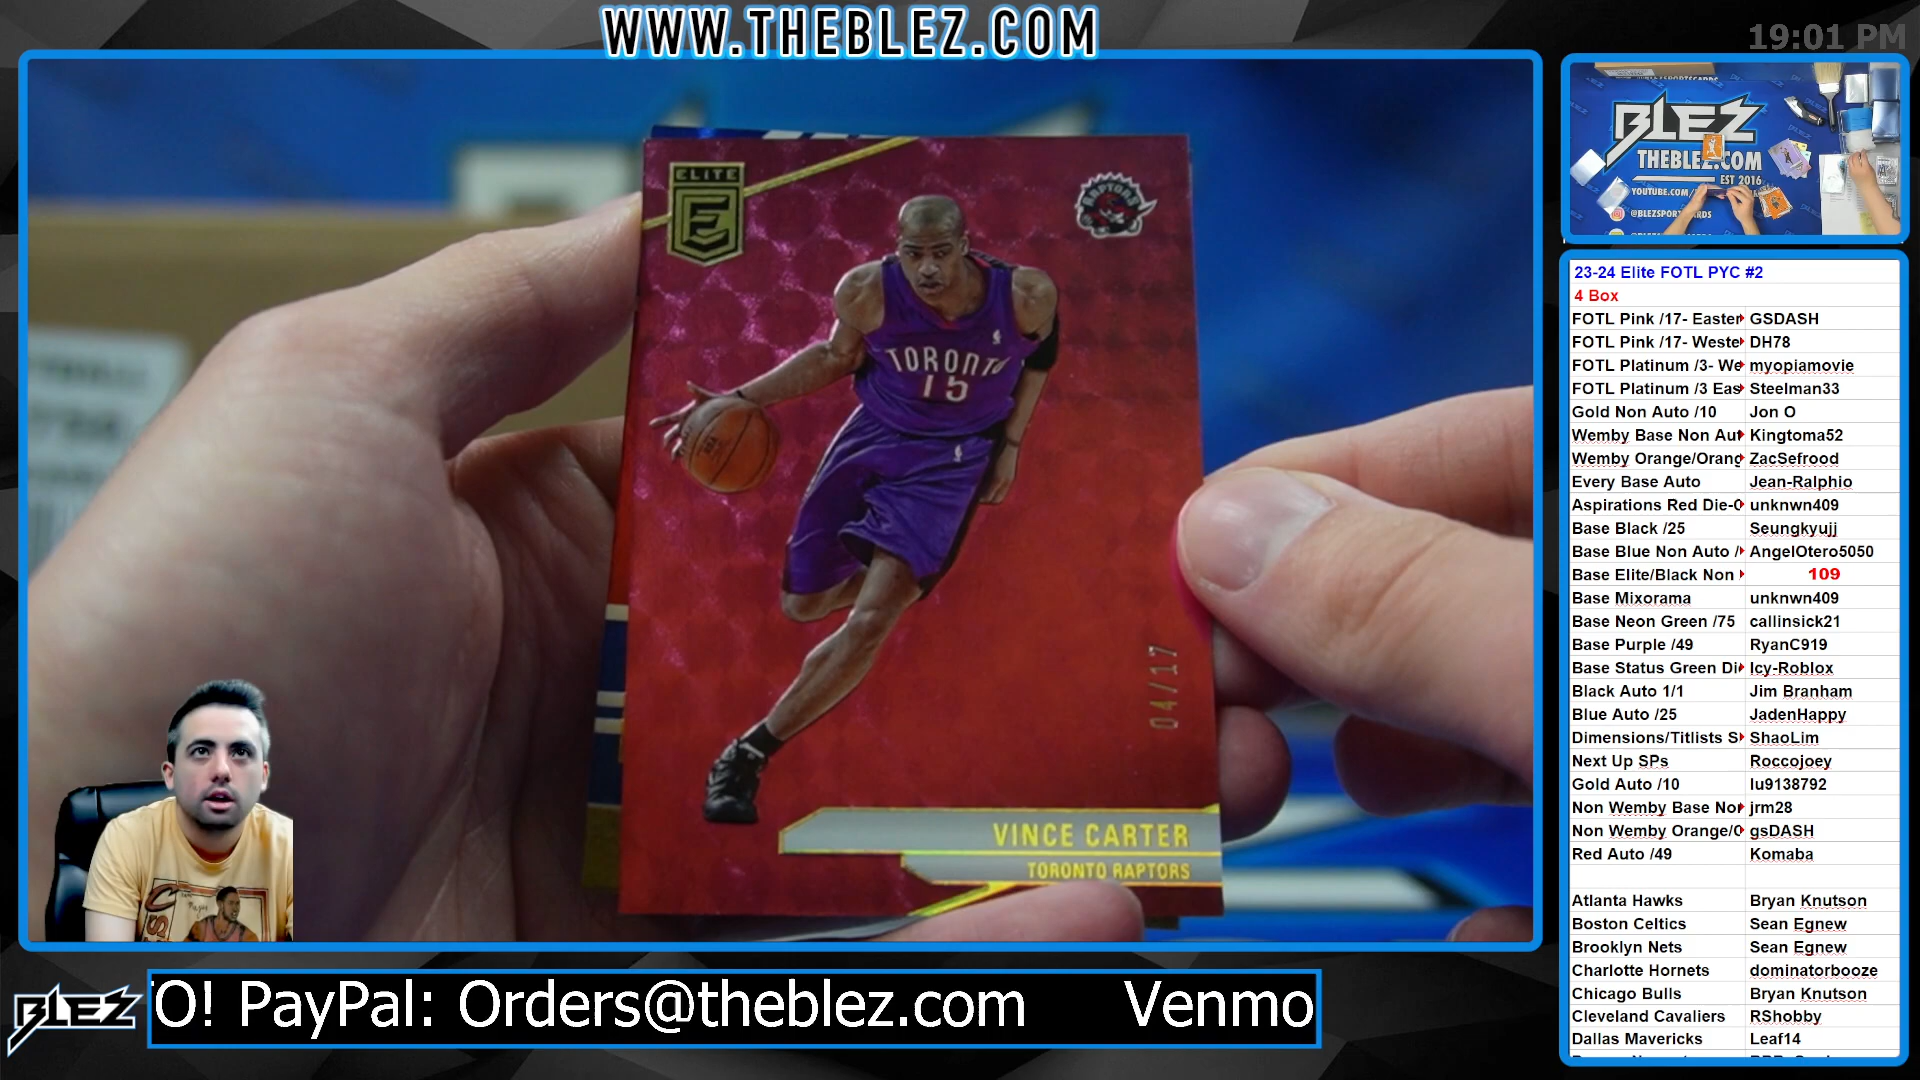 WWW.THEBLEZ.COM
19:01 PM
ELITE
E
RAPTORS
TORONTO
15
04/17
VINCE CARTER
TORONTO RAPTORS
BLEZ
THEBLEZ.COM
EST 2016
YOUTUBE.COM/
@BLEZSPORTCARDS
23-24 Elite FOTL PYC #2
4 Box
FOTL Pink /17- Easter GSDASH
FOTL Pink /17- Weste DH78
FOTL Platinum /3- We myopiamovie
FOTL Platinum /3 Eas Steelman33
Gold Non Auto /10 Jon O
Wemby Base Non Aut Kingtoma52
Wemby Orange/Orang ZacSefrood
Every Base Auto Jean-Ralphio
Aspirations Red Die-C unknwn409
Base Black /25 Seungkyujj
Base Blue Non Auto / AngelOtero5050
Base Elite/Black Non 109
Base Mixorama unknwn409
Base Neon Green /75 callinsick21
Base Purple /49 RyanC919
Base Status Green Di Icy-Roblox
Black Auto 1/1 Jim Branham
Blue Auto /25 JadenHappy
Dimensions/Titlists S ShaoLim
Next Up SPs Roccojoey
Gold Auto /10 lu9138792
Non Wemby Base Nor jrm28
Non Wemby Orange/O gsDASH
Red Auto /49 Komaba
Atlanta Hawks Bryan Knutson
Boston Celtics Sean Egnew
Brooklyn Nets Sean Egnew
Charlotte Hornets dominatorbooze
Chicago Bulls Bryan Knutson
Cleveland Cavaliers RShobby
Dallas Mavericks Leaf14
BLEZ
O! PayPal: Orders@theblez.com Venmo